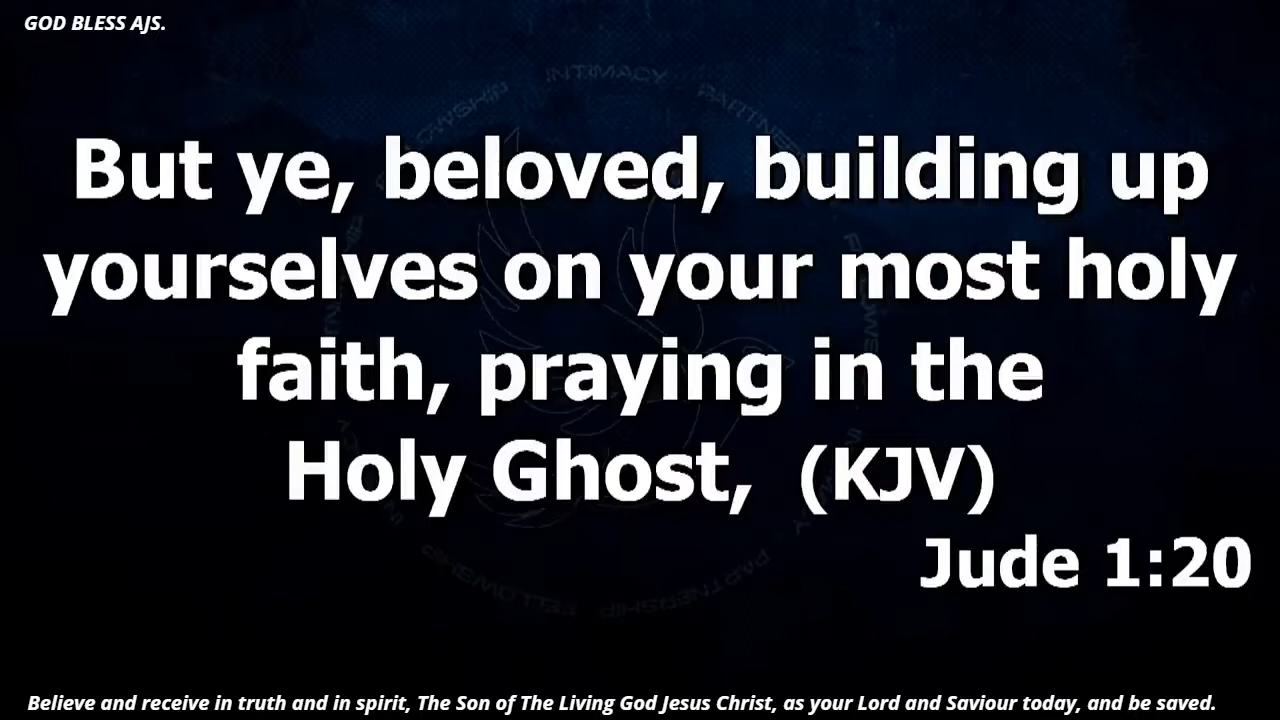 GOD BLESS AJS.
INTIMACY
But ye, beloved, building up
yourselves on your most holy
faith, praying in the
Holy Ghost, (KJV)
Jude 1:20
PARTNERSHIP
Believe and receive in truth and in spirit, The Son of The Living God Jesus Christ, as your Lord and Saviour today, and be saved.